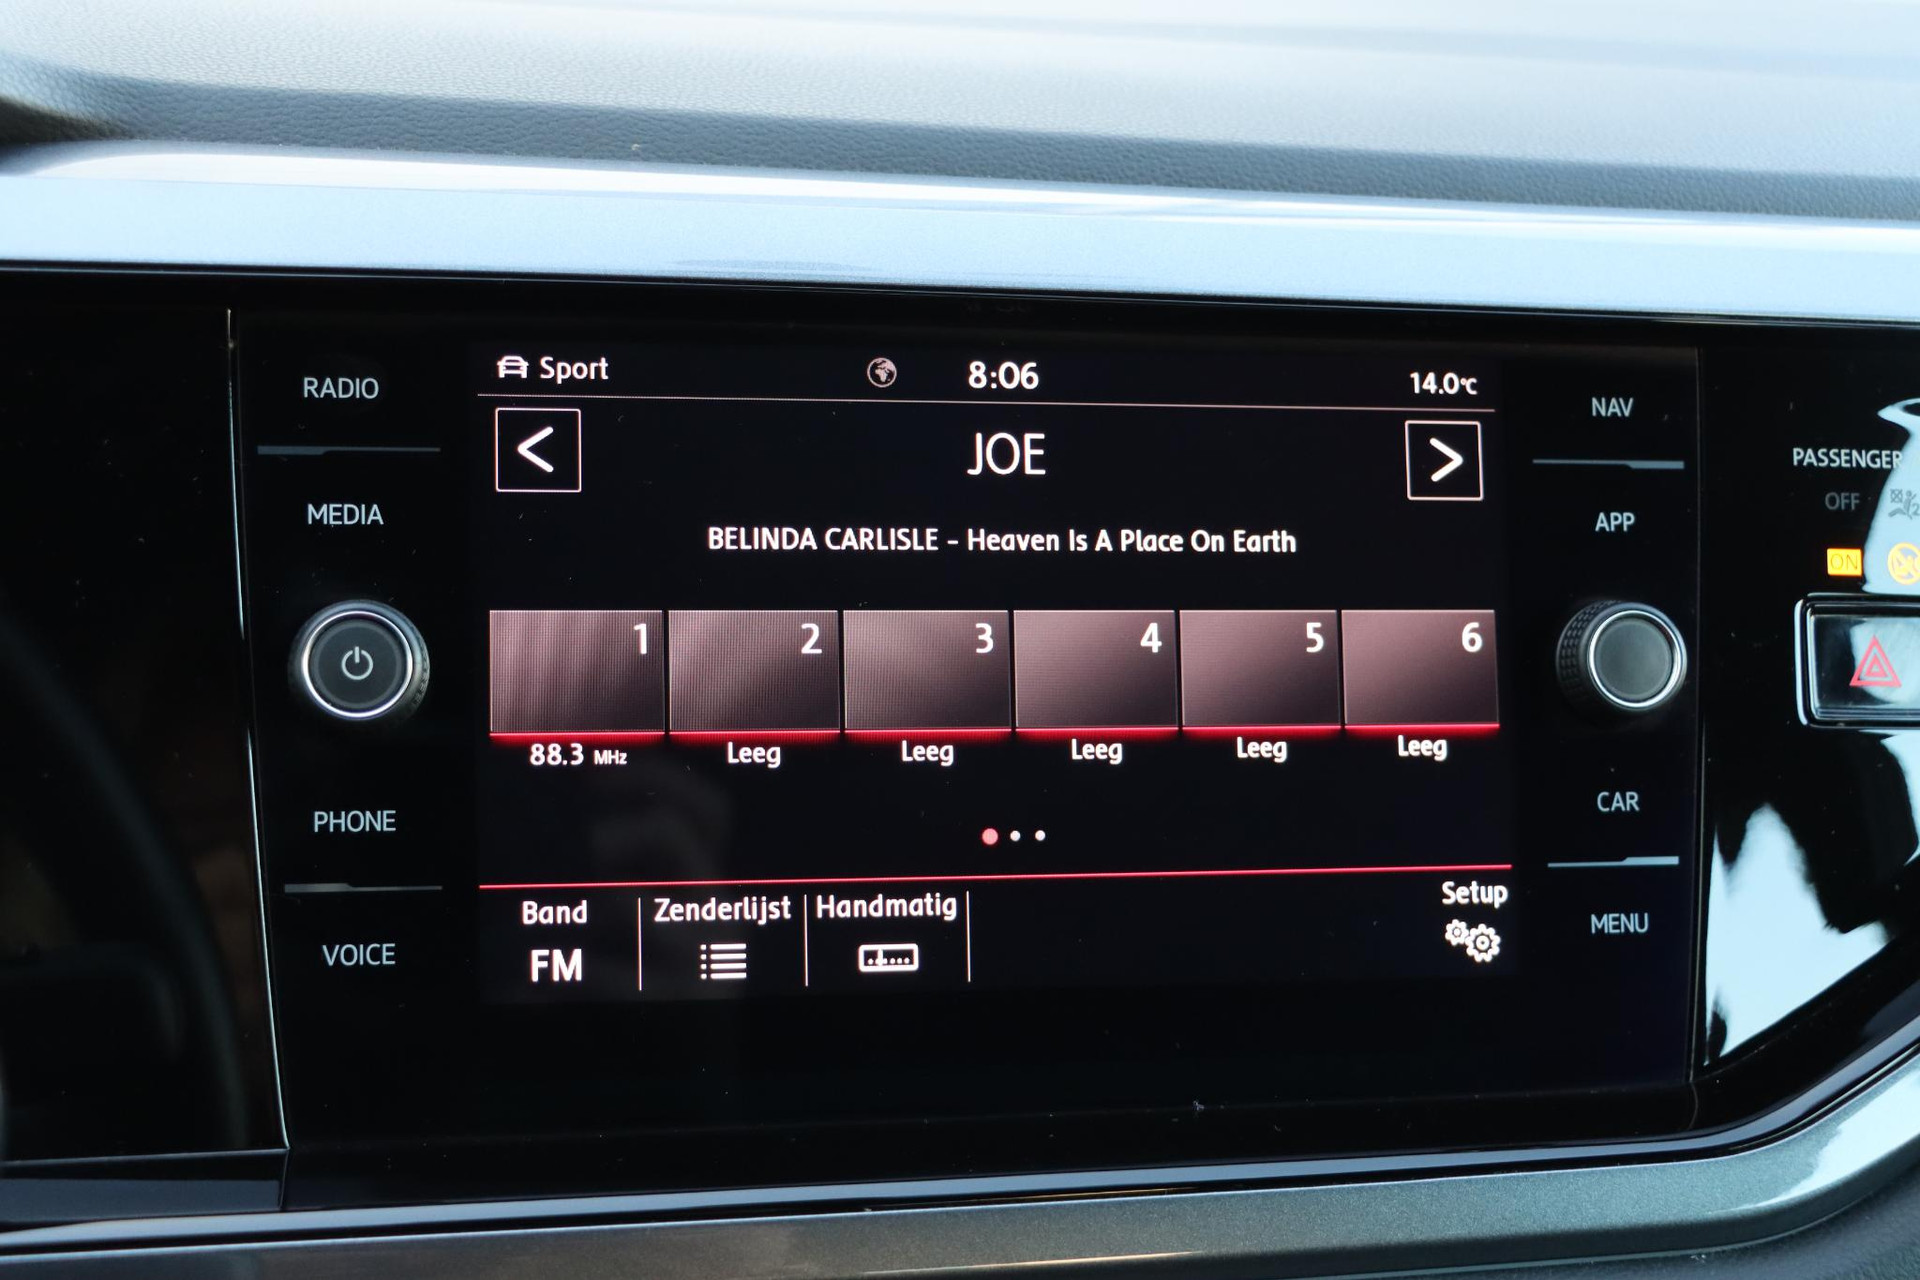 RADIO
MEDIA
PHONE
VOICE
Sport
8:06
14.0°C
<
JOE
>
BELINDA CARLISLE - Heaven Is A Place On Earth
1
2
3
4
5
6
88.3 MHz
Leeg
Leeg
Leeg
Leeg
Leeg
Band
FM
Zenderlijst
Handmatig
Setup
NAV
APP
CAR
MENU
PASSENGER
OFF
ON